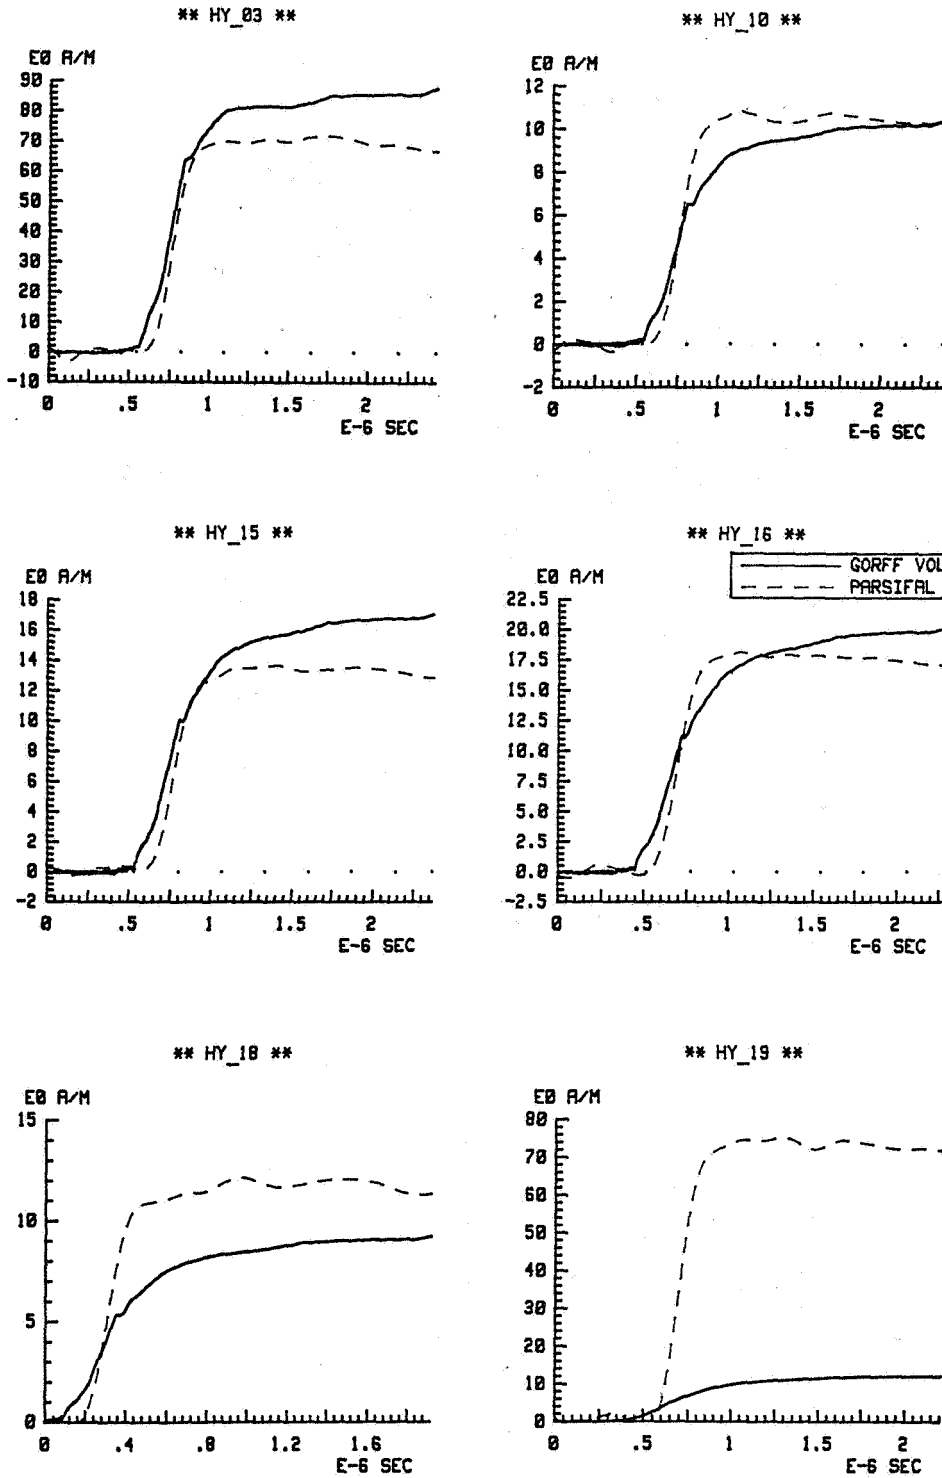 ** HY_03 **
E0 A/M
90
80
70
60
50
40
30
20
10
0
-10
0 .5 1 1.5 2
E-6 SEC
** HY_10 **
E0 A/M
12
10
8
6
4
2
0
-2
0 .5 1 1.5 2
E-6 SEC
** HY_15 **
E0 A/M
18
16
14
12
10
8
6
4
2
0
-2
0 .5 1 1.5 2
E-6 SEC
** HY_16 **
GORFF VOL
PARSIFAL
E0 A/M
22.5
20.0
17.5
15.0
12.5
10.0
7.5
5.0
2.5
0.0
-2.5
0 .5 1 1.5 2
E-6 SEC
** HY_18 **
E0 A/M
15
10
5
0
0 .4 .8 1.2 1.6
E-6 SEC
** HY_19 **
E0 A/M
80
70
60
50
40
30
20
10
0
0 .5 1 1.5 2
E-6 SEC